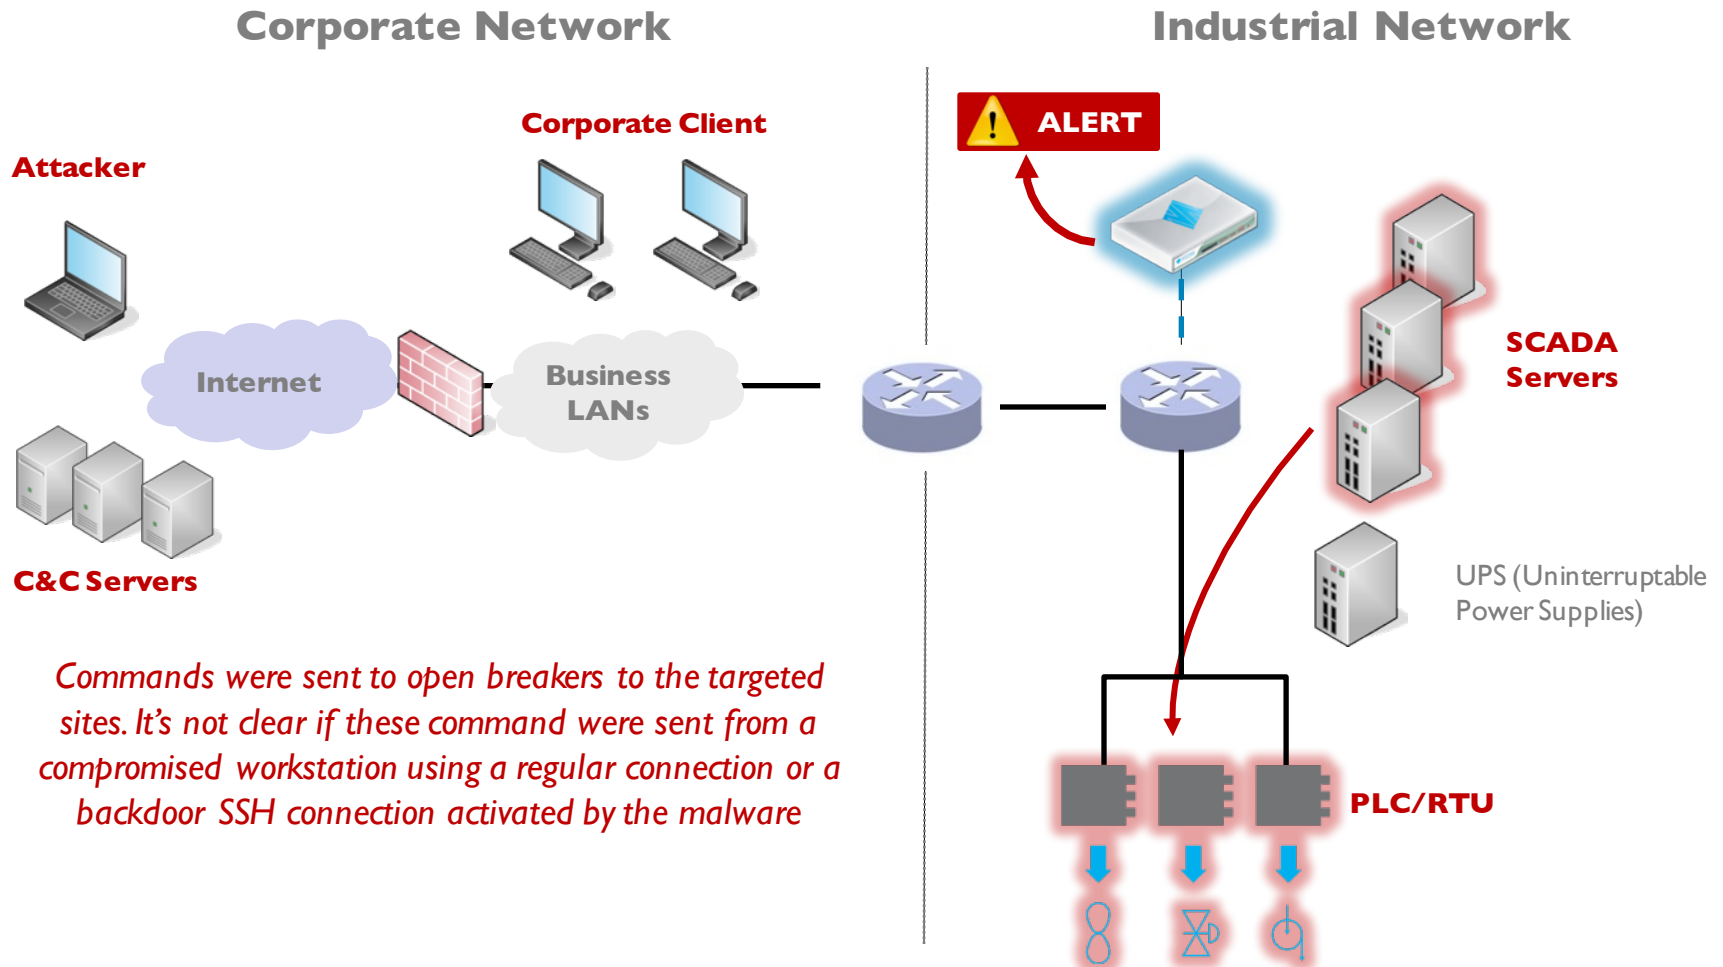 Corporate Network
Industrial Network
ALERT
Corporate Client
Attacker
SCADA
Servers
Internet
Business
LANs
C&C Servers
UPS (Uninterruptable
Power Supplies)
Commands were sent to open breakers to the targeted
sites. It’s not clear if these command were sent from a
compromised workstation using a regular connection or a
backdoor SSH connection activated by the malware
PLC/RTU